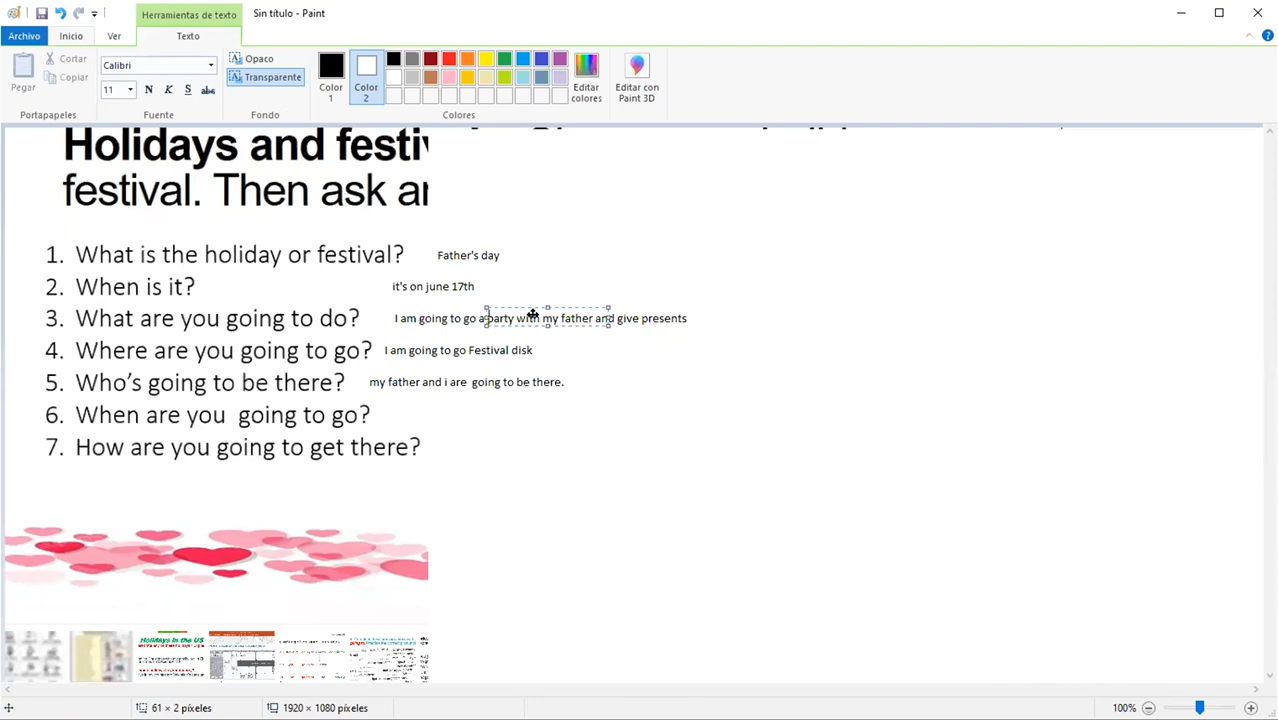 Herramientas de texto
Sin título - Paint
Archivo
Inicio
Ver
Texto
Pegar
Cortar
Copiar
Portapapeles
Calibri
11
N K S abc
Fuente
Opaco
Transparente
Fondo
Color 1
Color 2
Editar colores
Colores
Editar con Paint 3D
Holidays and festiv
festival. Then ask ar
1. What is the holiday or festival? Father's day
2. When is it? it's on june 17th
3. What are you going to do? I am going to go a party with my father and give presents
4. Where are you going to go? I am going to go Festival disk
5. Who's going to be there? my father and i are going to be there.
6. When are you going to go?
7. How are you going to get there?
Holidays in the US
61 × 2 píxeles
1920 × 1080 píxeles
100%